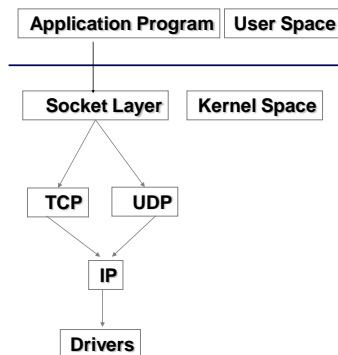 Application Program User Space
Socket Layer Kernel Space
TCP UDP
IP
Drivers